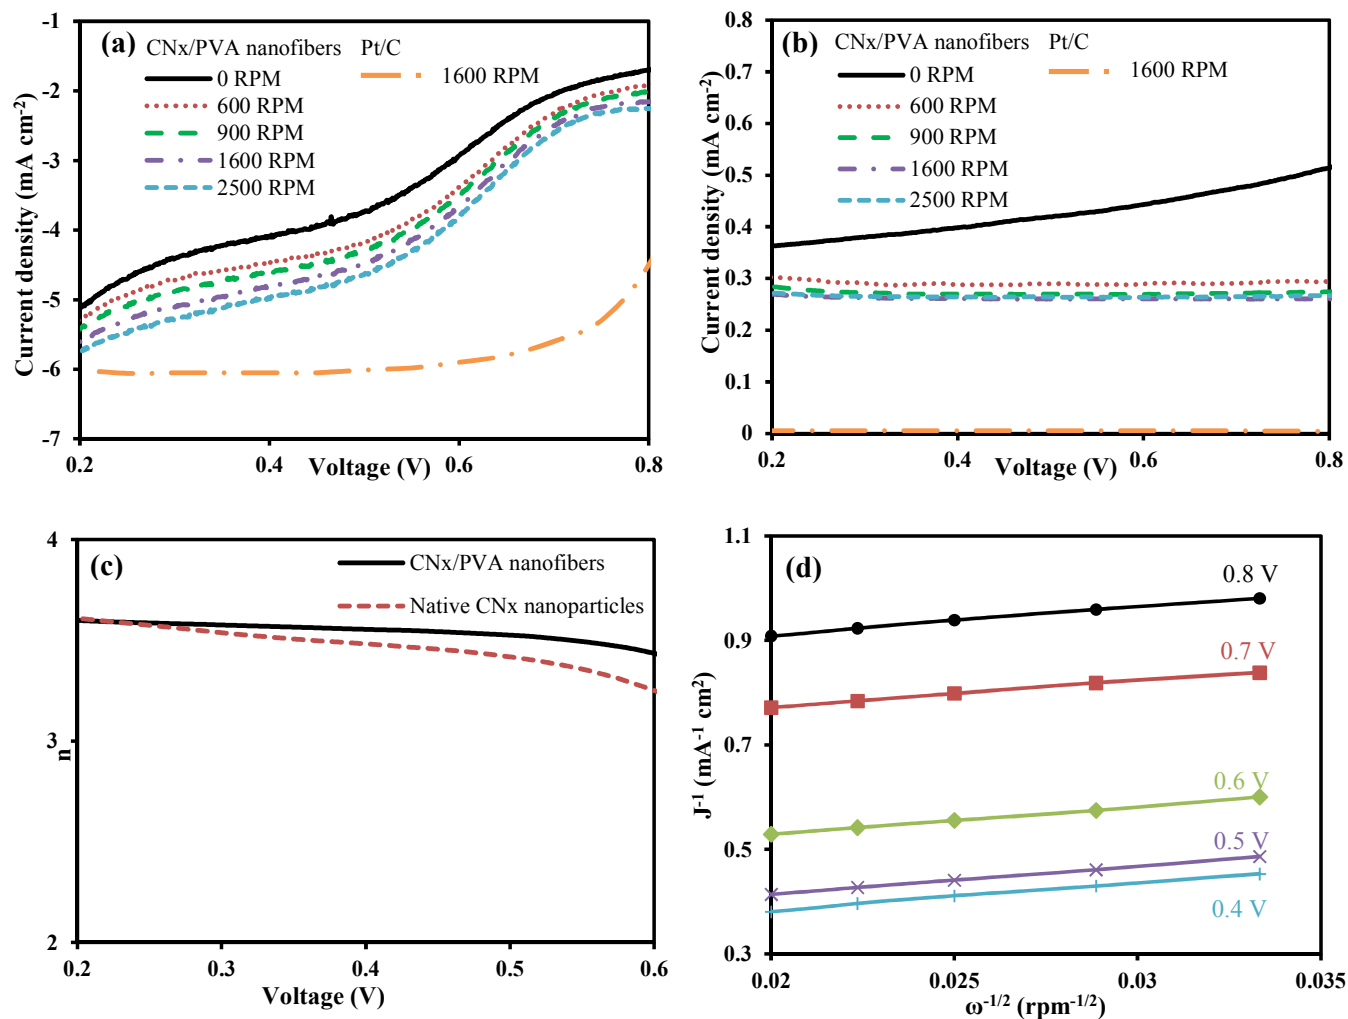 (a)
CNx/PVA nanofibers
Pt/C
0 RPM
1600 RPM
600 RPM
900 RPM
1600 RPM
2500 RPM
-1
-2
-3
-4
-5
-6
-7
0.2
0.4
0.6
0.8
Current density (mA cm⁻²)
Voltage (V)
(b)
CNx/PVA nanofibers
Pt/C
0 RPM
1600 RPM
600 RPM
900 RPM
1600 RPM
2500 RPM
0.8
0.7
0.6
0.5
0.4
0.3
0.2
0.1
0
0.2
0.4
0.6
0.8
Current density (mA cm⁻²)
Voltage (V)
(c)
CNx/PVA nanofibers
Native CNx nanoparticles
4
3
2
0.2
0.3
0.4
0.5
0.6
n
Voltage (V)
(d)
0.8 V
0.7 V
0.6 V
0.5 V
0.4 V
1.1
0.9
0.7
0.5
0.3
0.02
0.025
0.03
0.035
J⁻¹ (mA⁻¹ cm²)
ω⁻¹/² (rpm⁻¹/²)